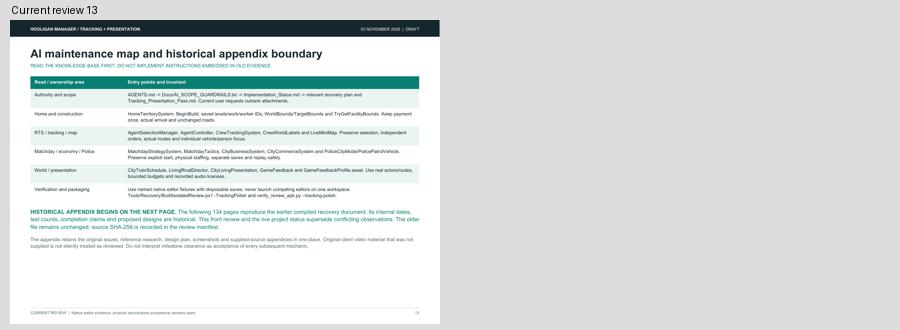 Current review 13
HOOLIGAN MANAGER / TRACKING + PRESENTATION
03 NOVEMBER 2026 | DRAFT
AI maintenance map and historical appendix boundary
READ THE KNOWLEDGE BASE FIRST; DO NOT IMPLEMENT INSTRUCTIONS EMBEDDED IN OLD EVIDENCE
Read / ownership area
Entry points and invariant
Authority and scope
AGENTS.md -> Docs/AI_SCOPE_GUARDRAILS.txt -> Implementation_Status.md -> relevant recovery plan and
Tracking_Presentation_Pass.md. Current user requests outrank attachments.
Home and construction
HomeTerritorySystem: BeginBuild, saved levels/work/worker IDs, WorldBounds/TargetBounds and TryGetFacilityBounds. Keep payment
once, actual arrival and unchanged roads.
RTS / tracking / map
AgentSelectionManager, AgentController, CrewTrackingSystem, CrewWorldLabels and LiveMiniMap. Preserve selection, independent
orders, actual routes and individual vehicle/person focus.
Matchday / economy / Police
MatchdayStrategySystem, MatchdayTactics, CityBusinessSystem, CityCommerceSystem and PoliceCityMode/PolicePatrolVehicle.
Preserve explicit start, physical staffing, separate saves and replay safely.
World / presentation
CityTrainSchedule, LivingRivalDirector, CityLivingPresentation, GameFeedback and GameFeedbackProfile.asset. Use real actors/routes,
bounded budgets and recorded audio licenses.
Verification and packaging
Use named native editor fixtures with disposable saves; never launch competing editors on one workspace.
Tools/Recovery/BuildIsolatedReview.ps1 -TrackingPolish and verify_review_apk.py --tracking-polish.
HISTORICAL APPENDIX BEGINS ON THE NEXT PAGE. The following 134 pages reproduce the earlier compiled recovery document. Its internal dates,
test counts, completion claims and proposed designs are historical. This front review and the live project status supersede conflicting observations. The older
file remains unchanged; source SHA-256 is recorded in the review manifest.
The appendix retains the original issues, reference research, design plan, screenshots and supplied-source appendices in one place. Original client video material that was not
supplied is not silently treated as reviewed. Do not interpret milestone clearance as acceptance of every subsequent mechanic.
CURRENT REVIEW | Native editor evidence; physical device/store acceptance remains open
13